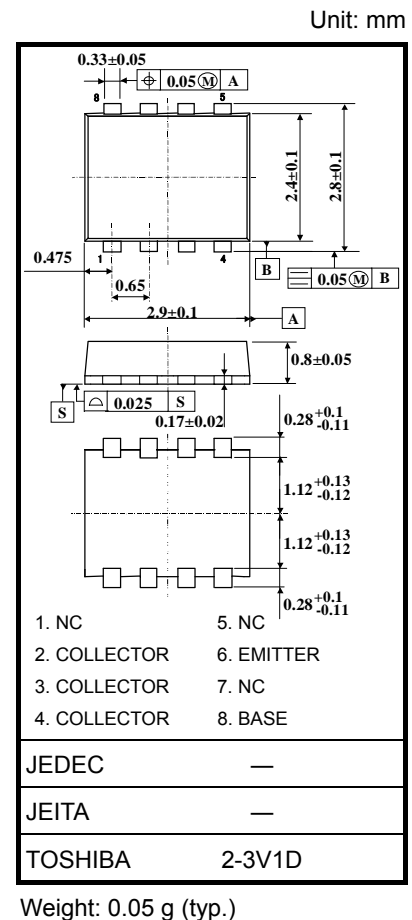 Unit: mm
0.33±0.05
⌖ 0.05 Ⓜ A
8 5
2.4±0.1
2.8±0.1
0.475
1 4
B
0.65
⌯ 0.05 Ⓜ B
2.9±0.1
A
0.8±0.05
S
⌓ 0.025 S
0.17±0.02
0.28 +0.1 -0.11
1.12 +0.13 -0.12
1.12 +0.13 -0.12
0.28 +0.1 -0.11
1. NC 5. NC
2. COLLECTOR 6. EMITTER
3. COLLECTOR 7. NC
4. COLLECTOR 8. BASE
JEDEC —
JEITA —
TOSHIBA 2-3V1D
Weight: 0.05 g (typ.)